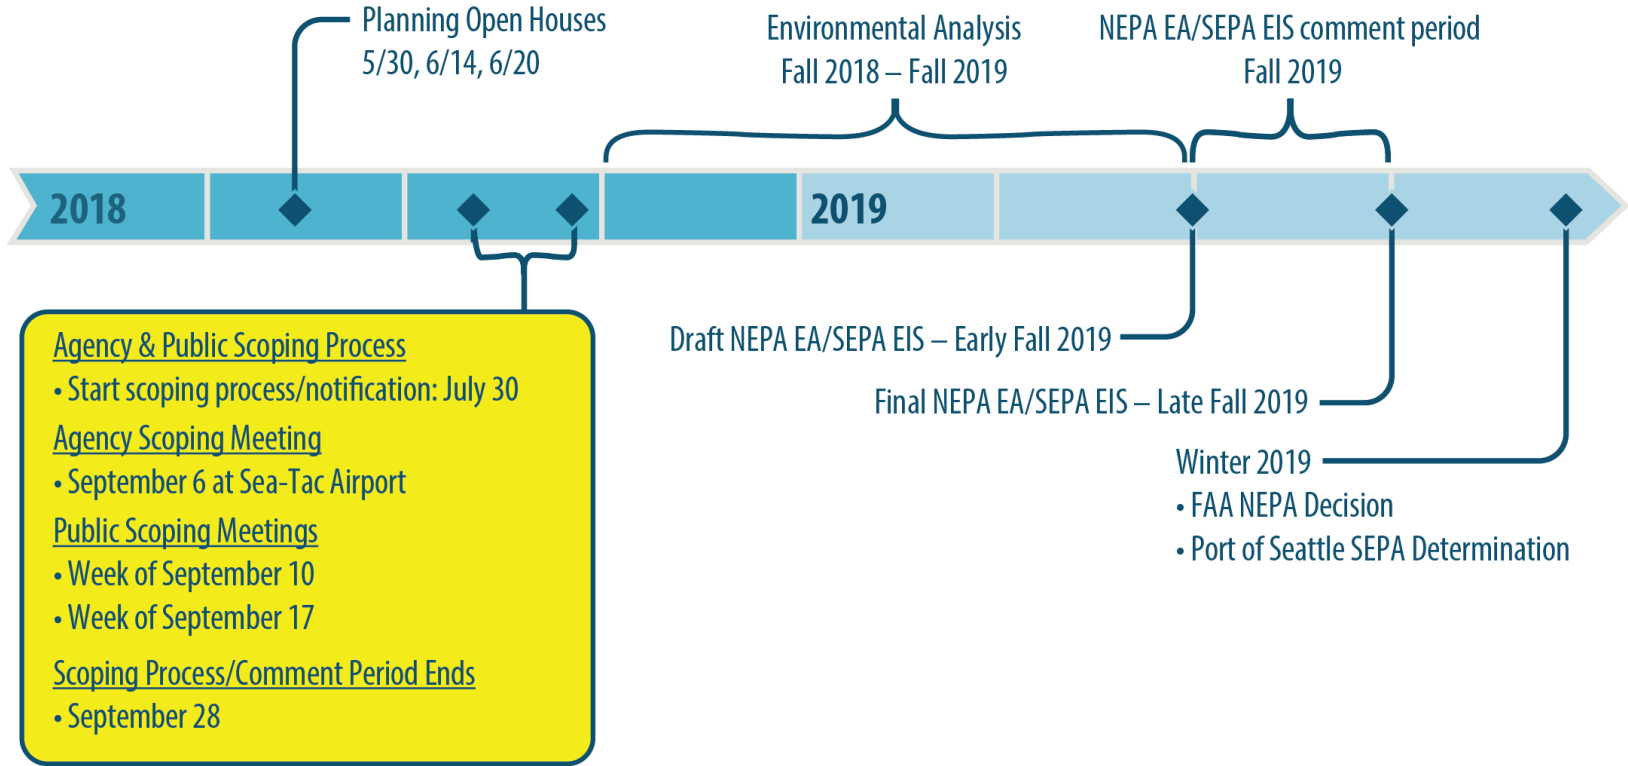 Planning Open Houses
5/30, 6/14, 6/20
Environmental Analysis
Fall 2018 – Fall 2019
NEPA EA/SEPA EIS comment period
Fall 2019
2018
2019
Agency & Public Scoping Process
• Start scoping process/notification: July 30
Agency Scoping Meeting
• September 6 at Sea-Tac Airport
Public Scoping Meetings
• Week of September 10
• Week of September 17
Scoping Process/Comment Period Ends
• September 28
Draft NEPA EA/SEPA EIS – Early Fall 2019
Final NEPA EA/SEPA EIS – Late Fall 2019
Winter 2019
• FAA NEPA Decision
• Port of Seattle SEPA Determination